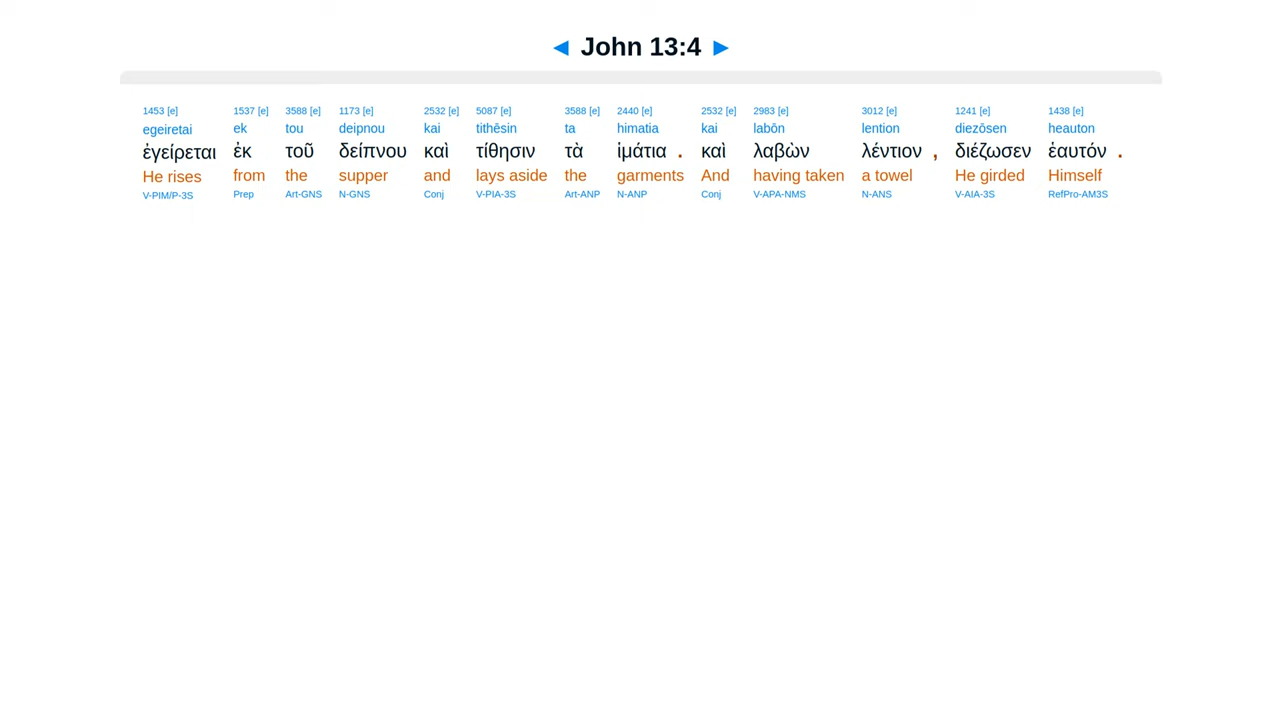 ◄ John 13:4 ►
1453 [e] 1537 [e] 3588 [e] 1173 [e] 2532 [e] 5087 [e] 3588 [e] 2440 [e] 2532 [e] 2983 [e] 3012 [e] 1241 [e] 1438 [e]
egeiretai ek tou deipnou kai tithēsin ta himatia kai labōn lention diezōsen heauton
ἐγείρεται ἐκ τοῦ δείπνου καὶ τίθησιν τὰ ἱμάτια . καὶ λαβὼν λέντιον , διέζωσεν ἑαυτόν .
He rises from the supper and lays aside the garments And having taken a towel He girded Himself
V-PIM/P-3S Prep Art-GNS N-GNS Conj V-PIA-3S Art-ANP N-ANP Conj V-APA-NMS N-ANS V-AIA-3S RefPro-AM3S